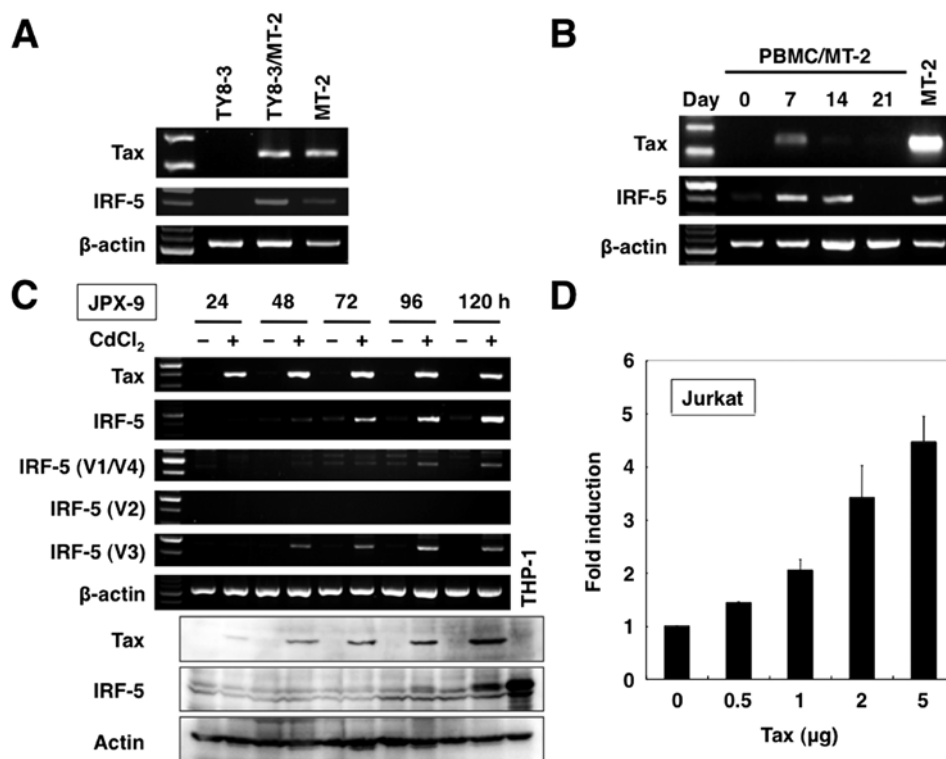 A
TY8-3
TY8-3/MT-2
MT-2
Tax
IRF-5
β-actin
B
PBMC/MT-2
MT-2
Day 0 7 14 21
Tax
IRF-5
β-actin
C
JPX-9 24 48 72 96 120 h
CdCl₂ – + – + – + – + – +
Tax
IRF-5
IRF-5 (V1/V4)
IRF-5 (V2)
IRF-5 (V3)
β-actin
THP-1
Tax
IRF-5
Actin
D
Jurkat
Fold induction
6
5
4
3
2
1
0
0 0.5 1 2 5
Tax (µg)